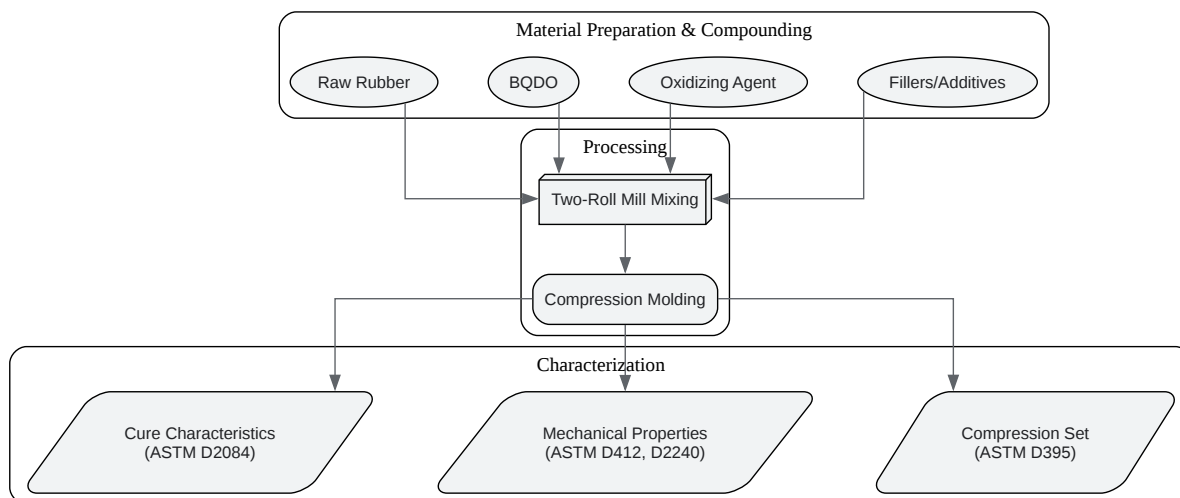 Material Preparation & Compounding
Raw Rubber
BQDO
Oxidizing Agent
Fillers/Additives
Processing
Two-Roll Mill Mixing
Compression Molding
Characterization
Cure Characteristics
(ASTM D2084)
Mechanical Properties
(ASTM D412, D2240)
Compression Set
(ASTM D395)